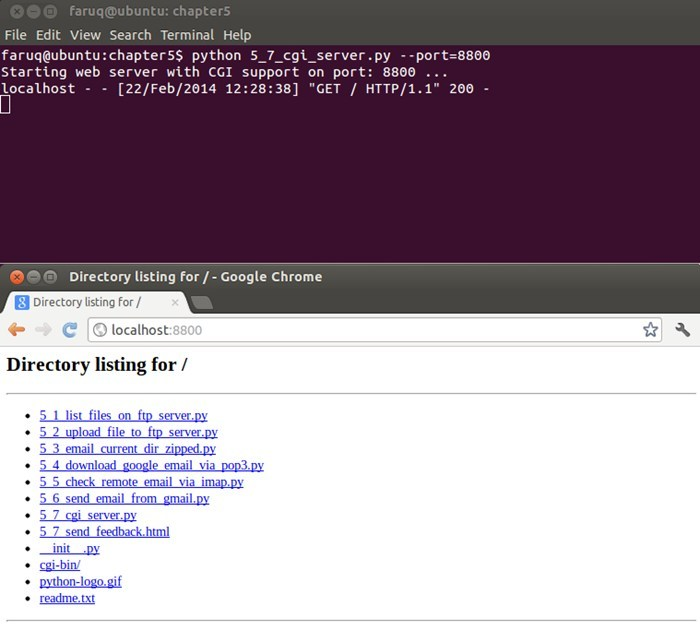 faruq@ubuntu: chapter5
File Edit View Search Terminal Help
faruq@ubuntu:chapter5$ python 5_7_cgi_server.py --port=8800
Starting web server with CGI support on port: 8800 ...
localhost - - [22/Feb/2014 12:28:38] "GET / HTTP/1.1" 200 -
Directory listing for / - Google Chrome
Directory listing for /
localhost:8800
Directory listing for /
5_1_list_files_on_ftp_server.py
5_2_upload_file_to_ftp_server.py
5_3_email_current_dir_zipped.py
5_4_download_google_email_via_pop3.py
5_5_check_remote_email_via_imap.py
5_6_send_email_from_gmail.py
5_7_cgi_server.py
5_7_send_feedback.html
__init__.py
cgi-bin/
python-logo.gif
readme.txt